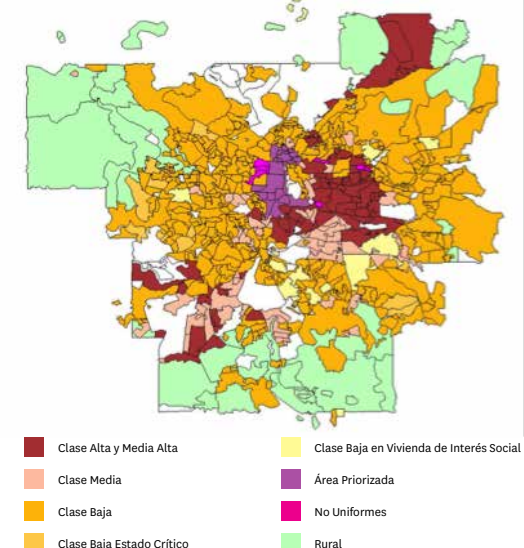 Clase Alta y Media Alta
Clase Media
Clase Baja
Clase Baja Estado Crítico
Clase Baja en Vivienda de Interés Social
Área Priorizada
No Uniformes
Rural